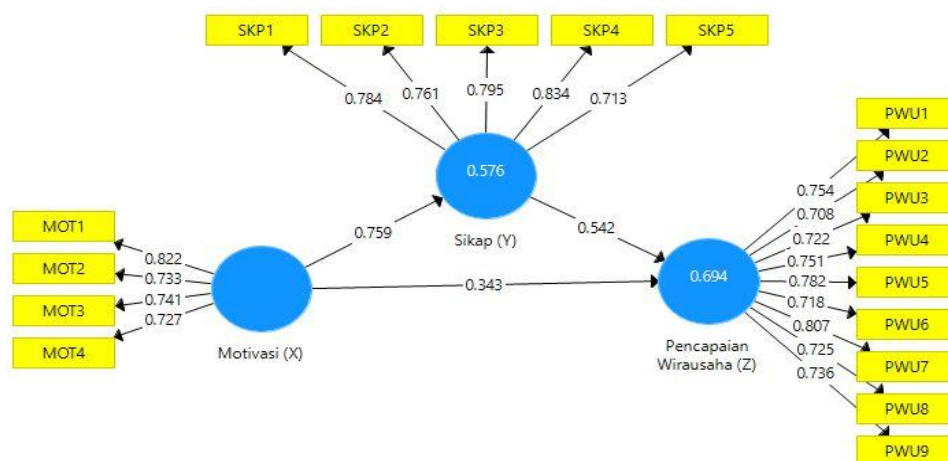 SKP1
SKP2
SKP3
SKP4
SKP5
0.784
0.761
0.795
0.834
0.713
0.576
Sikap (Y)
MOT1
MOT2
MOT3
MOT4
0.822
0.733
0.741
0.727
Motivasi (X)
0.759
0.542
0.343
0.694
Pencapaian
Wirausaha (Z)
0.754
0.708
0.722
0.751
0.782
0.718
0.807
0.725
0.736
PWU1
PWU2
PWU3
PWU4
PWU5
PWU6
PWU7
PWU8
PWU9